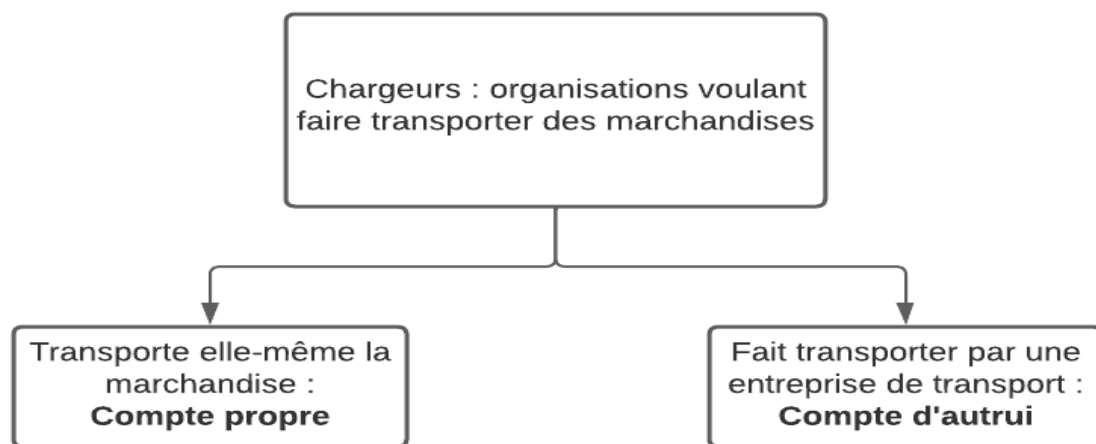 Chargeurs : organisations voulant
faire transporter des marchandises
Transporte elle-même la
marchandise :
Compte propre
Fait transporter par une
entreprise de transport :
Compte d'autrui